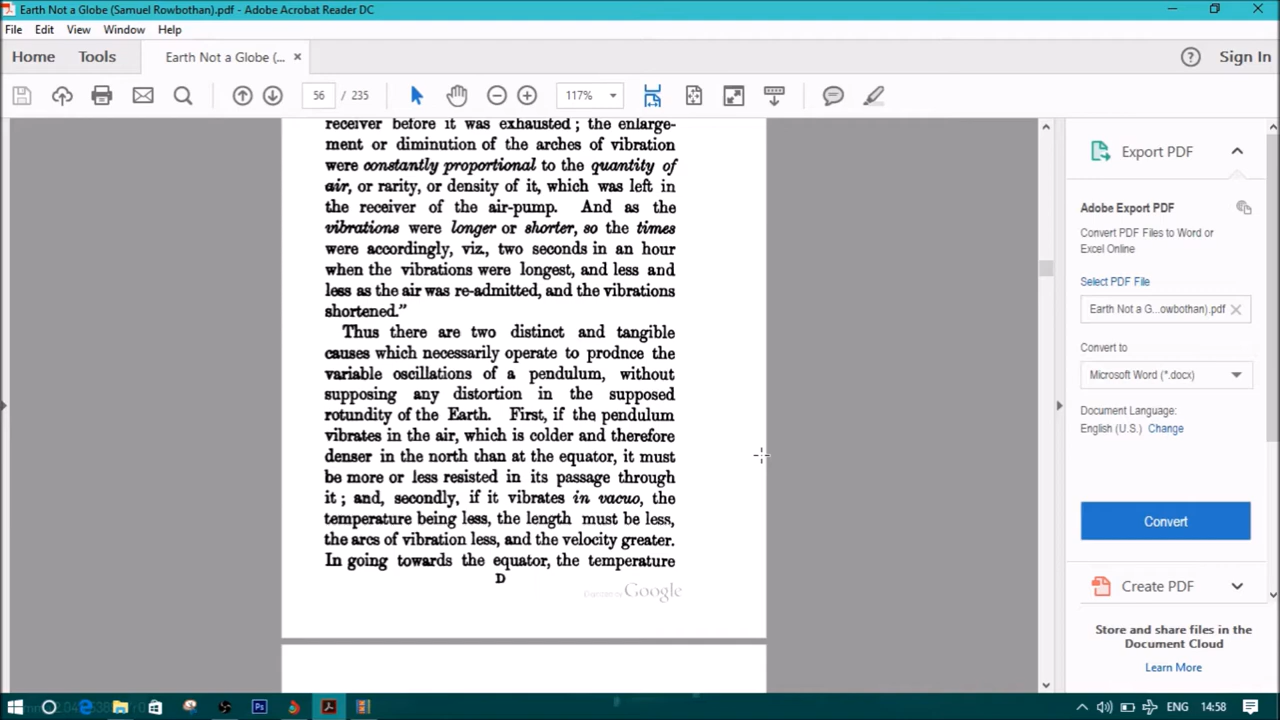 Earth Not a Globe (Samuel Rowbothan).pdf - Adobe Acrobat Reader DC
File Edit View Window Help
Home Tools Earth Not a Globe (... × Sign In
56 / 235 117%
receiver before it was exhausted; the enlarge-
ment or diminution of the arches of vibration
were constantly proportional to the quantity of
air, or rarity, or density of it, which was left in
the receiver of the air-pump. And as the
vibrations were longer or shorter, so the times
were accordingly, viz., two seconds in an hour
when the vibrations were longest, and less and
less as the air was re-admitted, and the vibrations
shortened."
Thus there are two distinct and tangible
causes which necessarily operate to prodnce the
variable oscillations of a pendulum, without
supposing any distortion in the supposed
rotundity of the Earth. First, if the pendulum
vibrates in the air, which is colder and therefore
denser in the north than at the equator, it must
be more or less resisted in its passage through
it; and, secondly, if it vibrates in vacuo, the
temperature being less, the length must be less,
the arcs of vibration less, and the velocity greater.
In going towards the equator, the temperature
D
Google
Export PDF
Adobe Export PDF
Convert PDF Files to Word or
Excel Online
Select PDF File
Earth Not a G...owbothan).pdf
Convert to
Microsoft Word (*.docx)
Document Language:
English (U.S.) Change
Convert
Create PDF
Store and share files in the
Document Cloud
Learn More
ENG 14:58